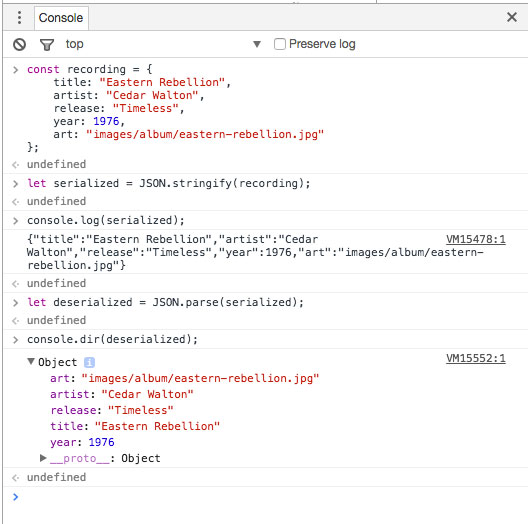 Console
top
Preserve log
const recording = {
title: "Eastern Rebellion",
artist: "Cedar Walton",
release: "Timeless",
year: 1976,
art: "images/album/eastern-rebellion.jpg"
};
undefined
let serialized = JSON.stringify(recording);
undefined
console.log(serialized);
{"title":"Eastern Rebellion","artist":"Cedar VM15478:1
Walton","release":"Timeless","year":1976,"art":"images/album/eastern-
rebellion.jpg"}
undefined
let deserialized = JSON.parse(serialized);
undefined
console.dir(deserialized);
VM15552:1
Object i
art: "images/album/eastern-rebellion.jpg"
artist: "Cedar Walton"
release: "Timeless"
title: "Eastern Rebellion"
year: 1976
__proto__: Object
undefined